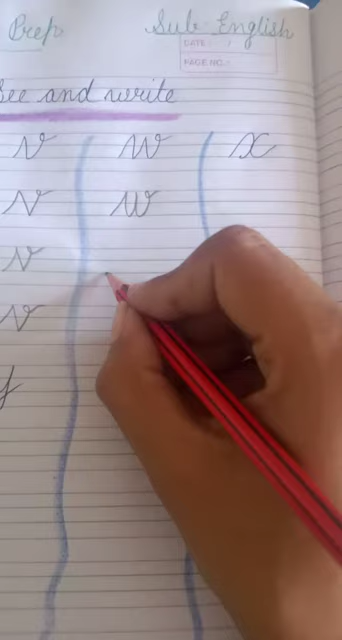 Prep Sub English
DATE: / /
PAGE NO.:
See and write
v w x
v w
v
v
f